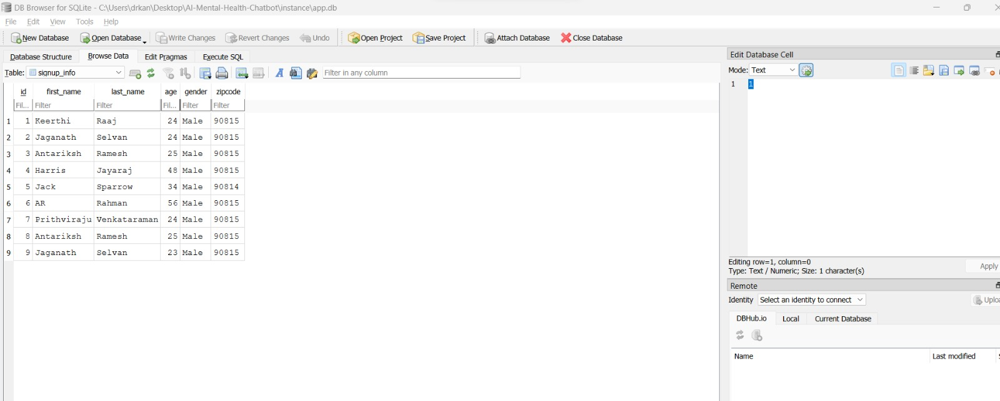 DB Browser for SQLite - C:\Users\drkan\Desktop\AI-Mental-Health-Chatbot\instance\app.db
File Edit View Tools Help
New Database Open Database Write Changes Revert Changes Undo Open Project Save Project Attach Database Close Database
Database Structure Browse Data Edit Pragmas Execute SQL
Table: signup_info Filter in any column
id first_name last_name age gender zipcode
Fil... Filter Filter Fil... Filter Filter
1 1 Keerthi Raaj 24 Male 90815
2 2 Jaganath Selvan 24 Male 90815
3 3 Antariksh Ramesh 25 Male 90815
4 4 Harris Jayaraj 48 Male 90815
5 5 Jack Sparrow 34 Male 90814
6 6 AR Rahman 56 Male 90815
7 7 Prithviraju Venkataraman 24 Male 90815
8 8 Antariksh Ramesh 25 Male 90815
9 9 Jaganath Selvan 23 Male 90815
Edit Database Cell
Mode: Text
1 1
Editing row=1, column=0
Type: Text / Numeric; Size: 1 character(s)
Apply
Remote
Identity Select an identity to connect Uploa
DBHub.io Local Current Database
Name Last modified